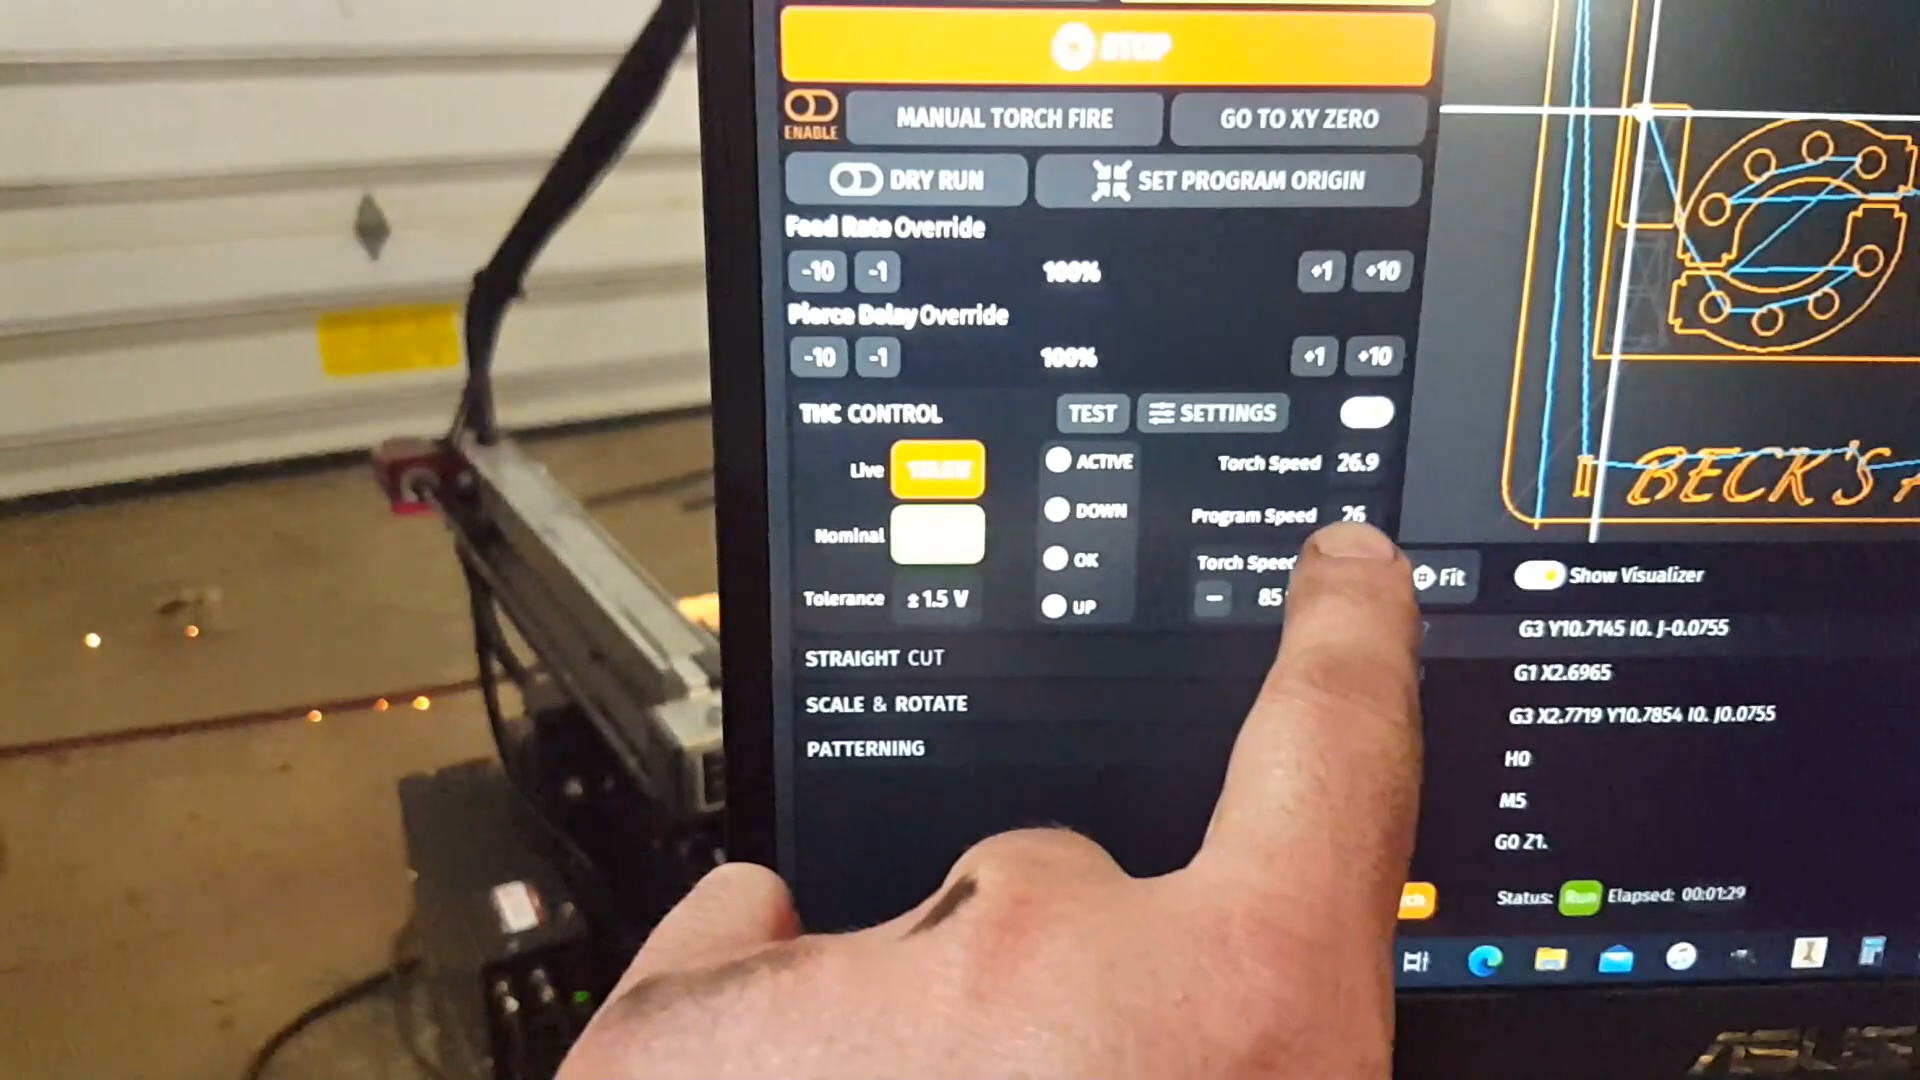 STOP
ENABLE
MANUAL TORCH FIRE
GO TO XY ZERO
DRY RUN
SET PROGRAM ORIGIN
Feed Rate Override
-10 -1 100% +1 +10
Pierce Delay Override
-10 -1 100% +1 +10
THC CONTROL TEST SETTINGS
Live
ACTIVE
Torch Speed 26.9
DOWN
Program Speed 26
Nominal
OK
Torch Speed
Tolerance ± 1.5 V
UP
- 85
STRAIGHT CUT
SCALE & ROTATE
PATTERNING
BECK'S
Fit
Show Visualizer
G3 Y10.7145 I0. J-0.0755
G1 X2.6965
G3 X2.7719 Y10.7854 I0. J0.0755
H0
M5
G0 Z1.
Status: Run Elapsed: 00:01:29
ASUS